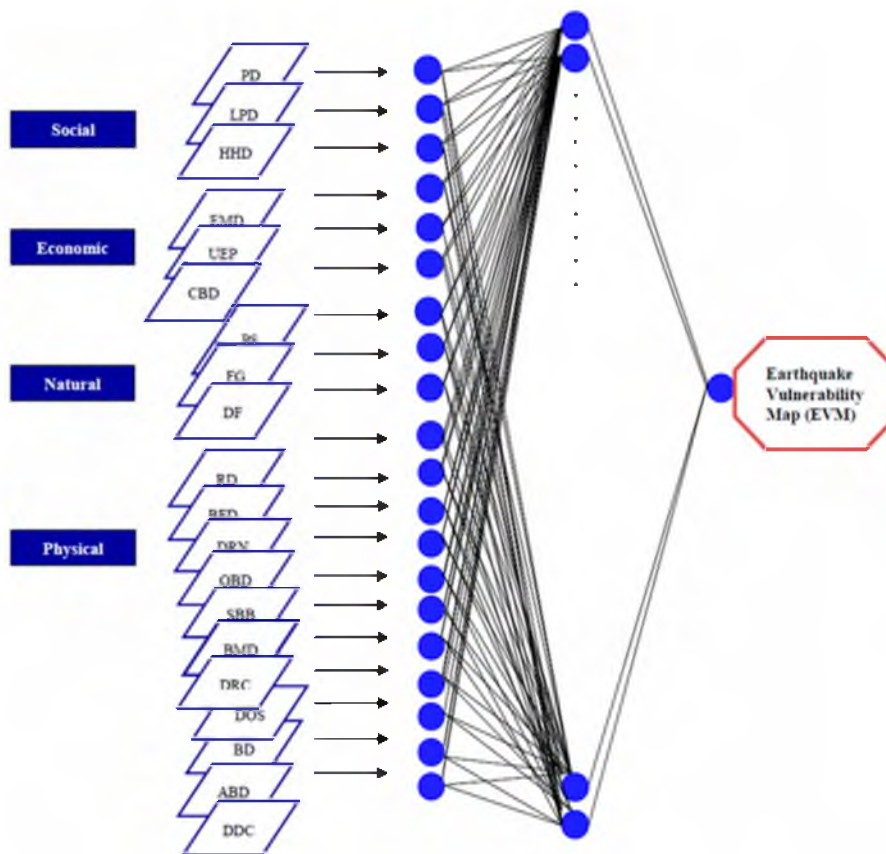 PD
LPD
Social
HHD
EMD
Economic
UEP
CBD
FG
Natural
DF
RD
DRN
Physical
OBD
SBB
BMD
DRC
DOS
BD
ABD
DDC
Earthquake
Vulnerability
Map (EVM)